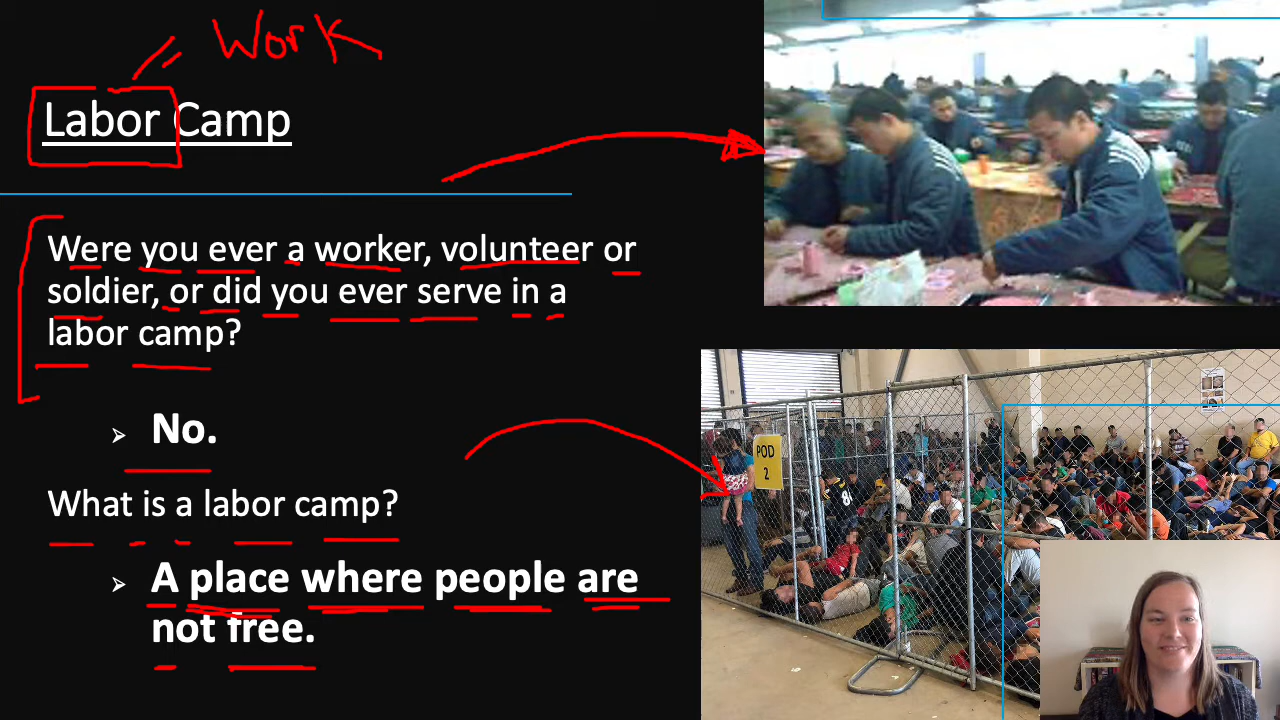 Work
Labor Camp
Were you ever a worker, volunteer or
soldier, or did you ever serve in a
labor camp?
➢ No.
What is a labor camp?
➢ A place where people are
not free.
POD
2